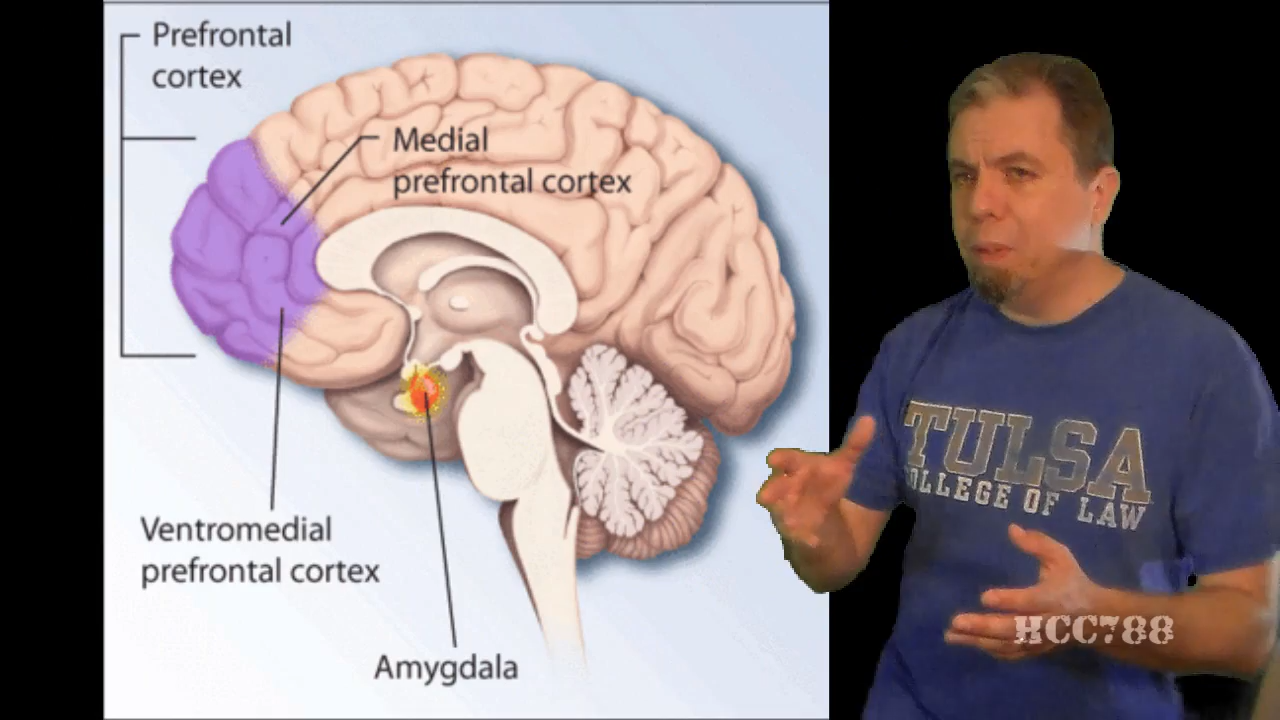 Prefrontal
cortex
Medial
prefrontal cortex
Ventromedial
prefrontal cortex
Amygdala
TULSA
COLLEGE OF LAW
HCC788